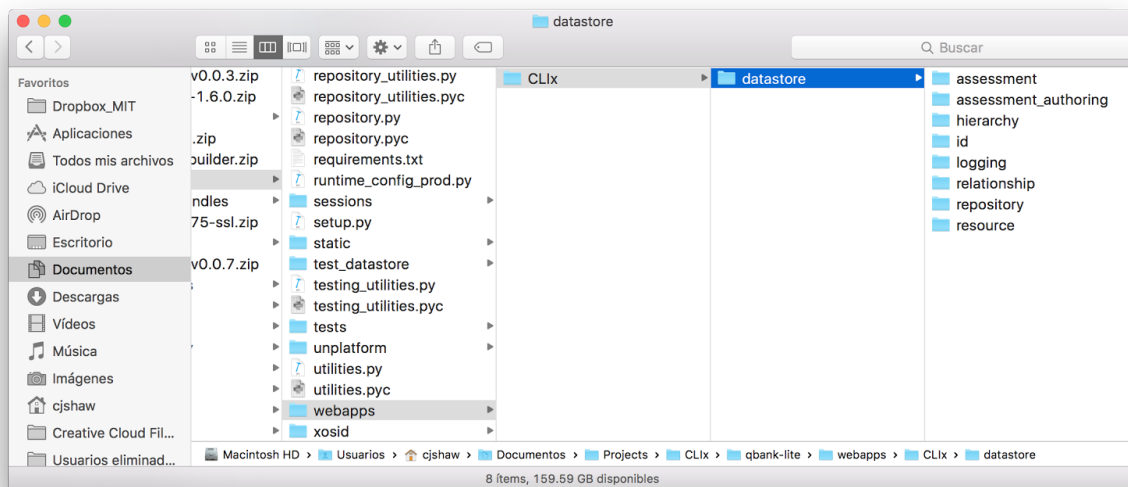 datastore
Buscar
Favoritos
Dropbox_MIT
Aplicaciones
Todos mis archivos
iCloud Drive
AirDrop
Escritorio
Documentos
Descargas
Vídeos
Música
Imágenes
cjshaw
Creative Cloud Fil...
Usuarios eliminad...
v0.0.3.zip
-1.6.0.zip
.zip
builder.zip
ndles
75-ssl.zip
v0.0.7.zip
repository_utilities.py
repository_utilities.pyc
repository.py
repository.pyc
requirements.txt
runtime_config_prod.py
sessions
setup.py
static
test_datastore
testing_utilities.py
testing_utilities.pyc
tests
unplatform
utilities.py
utilities.pyc
webapps
xosid
CLIx
datastore
assessment
assessment_authoring
hierarchy
id
logging
relationship
repository
resource
Macintosh HD › Usuarios › cjshaw › Documentos › Projects › CLIx › qbank-lite › webapps › CLIx › datastore
8 ítems, 159.59 GB disponibles